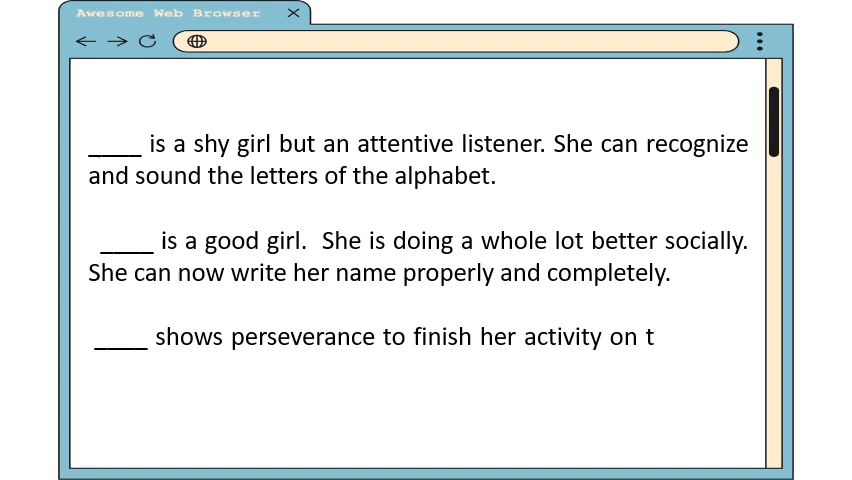 Awesome Web Browser
____ is a shy girl but an attentive listener. She can recognize
and sound the letters of the alphabet.
____ is a good girl.  She is doing a whole lot better socially.
She can now write her name properly and completely.
____ shows perseverance to finish her activity on t